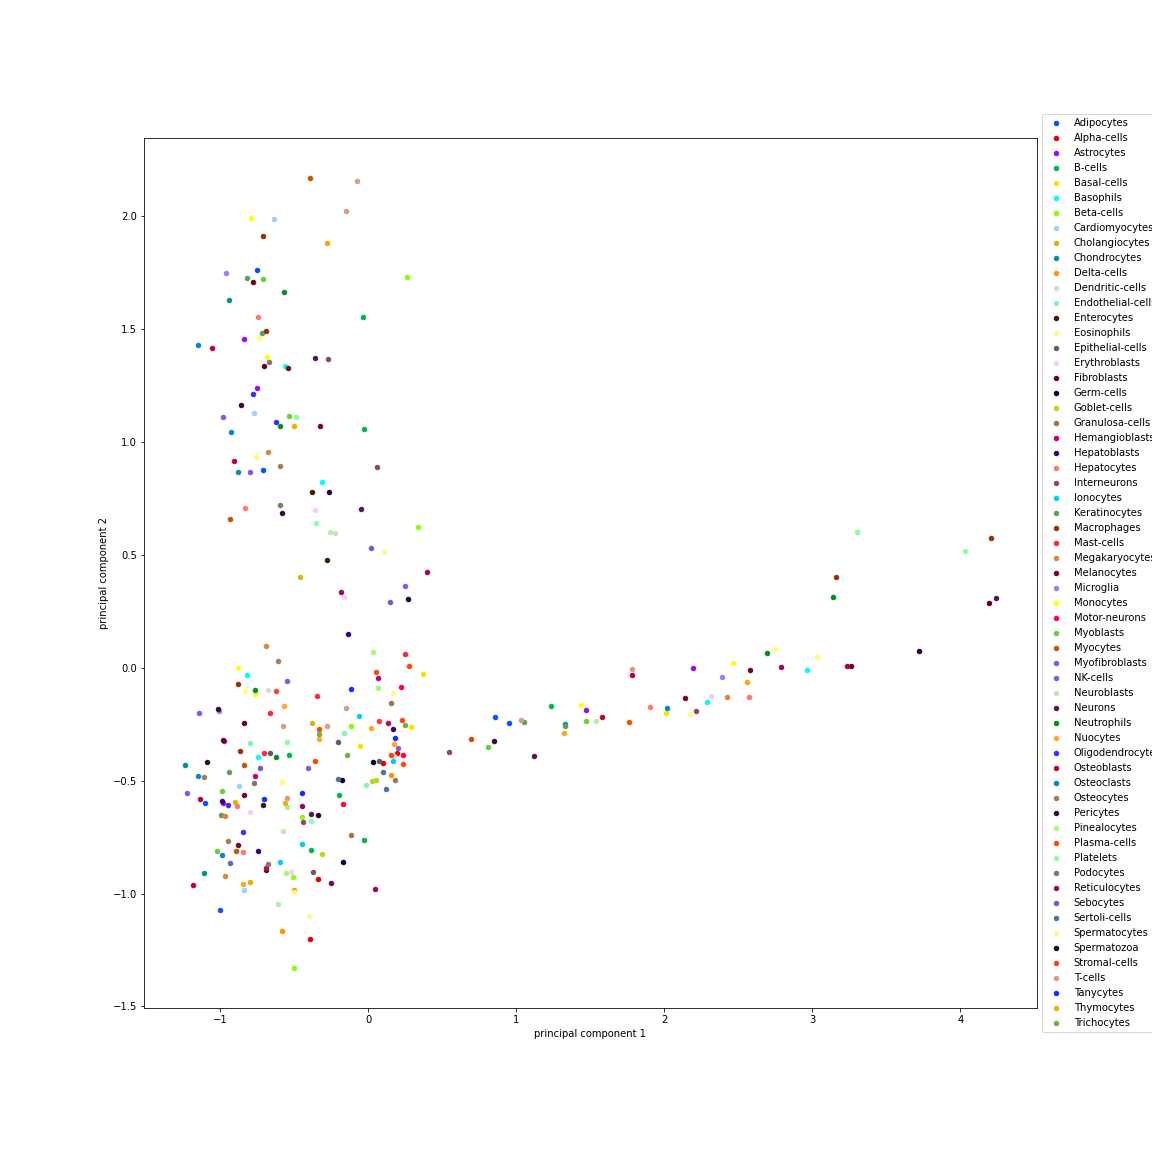 2.0
1.5
1.0
0.5
0.0
−0.5
−1.0
−1.5
principal component 2
−1
0
1
2
3
4
principal component 1
Adipocytes
Alpha-cells
Astrocytes
B-cells
Basal-cells
Basophils
Beta-cells
Cardiomyocytes
Cholangiocytes
Chondrocytes
Delta-cells
Dendritic-cells
Endothelial-cells
Enterocytes
Eosinophils
Epithelial-cells
Erythroblasts
Fibroblasts
Germ-cells
Goblet-cells
Granulosa-cells
Hemangioblasts
Hepatoblasts
Hepatocytes
Interneurons
Ionocytes
Keratinocytes
Macrophages
Mast-cells
Megakaryocytes
Melanocytes
Microglia
Monocytes
Motor-neurons
Myoblasts
Myocytes
Myofibroblasts
NK-cells
Neuroblasts
Neurons
Neutrophils
Nuocytes
Oligodendrocyte
Osteoblasts
Osteoclasts
Osteocytes
Pericytes
Pinealocytes
Plasma-cells
Platelets
Podocytes
Reticulocytes
Sebocytes
Sertoli-cells
Spermatocytes
Spermatozoa
Stromal-cells
T-cells
Tanycytes
Thymocytes
Trichocytes